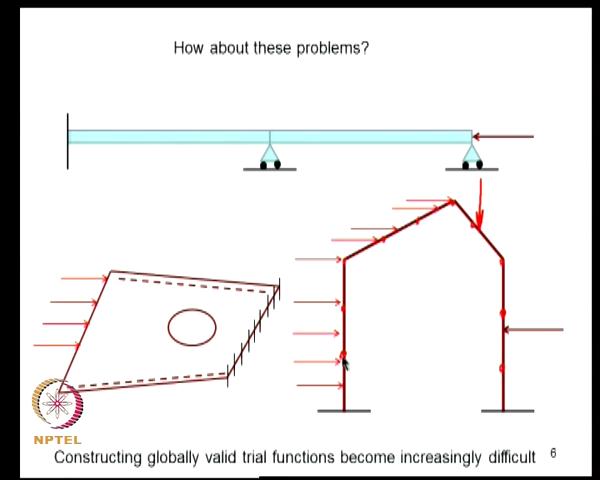 How about these problems?
NPTEL
Constructing globally valid trial functions become increasingly difficult 6